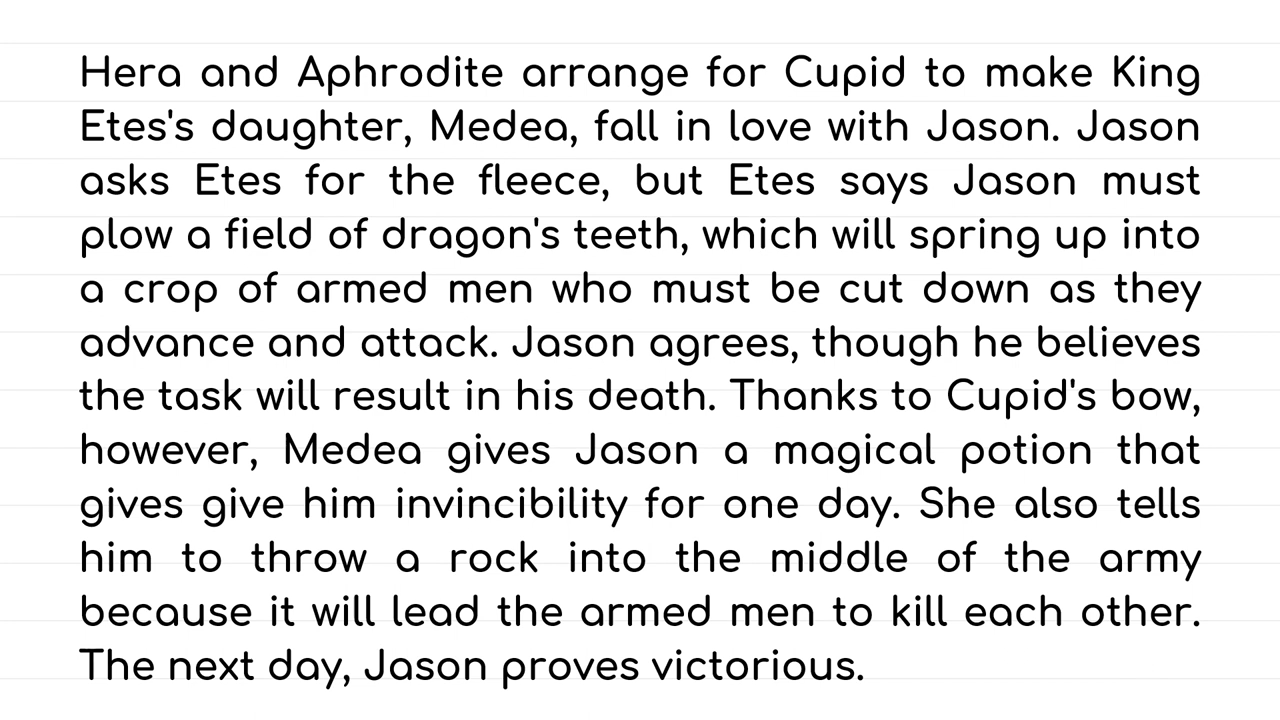 Hera and Aphrodite arrange for Cupid to make King
Etes's daughter, Medea, fall in love with Jason. Jason
asks Etes for the fleece, but Etes says Jason must
plow a field of dragon's teeth, which will spring up into
a crop of armed men who must be cut down as they
advance and attack. Jason agrees, though he believes
the task will result in his death. Thanks to Cupid's bow,
however, Medea gives Jason a magical potion that
gives give him invincibility for one day. She also tells
him to throw a rock into the middle of the army
because it will lead the armed men to kill each other.
The next day, Jason proves victorious.